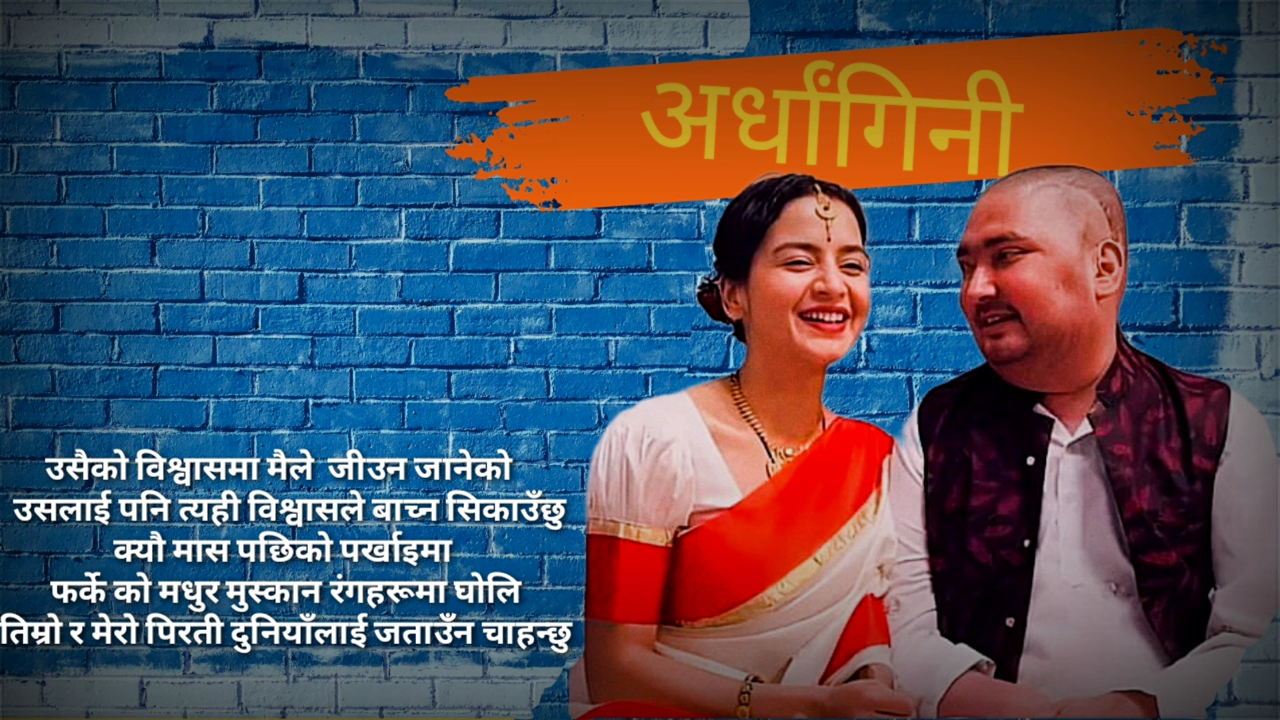 अर्धांगिनी
उसैको विश्वासमा मैले जीउन जानेको
उसलाई पनि त्यही विश्वासले बाच्न सिकाउँछु
क्यौ मास पछिको पर्खाइमा
फर्के को मधुर मुस्कान रंगहरूमा घोलि
तिम्रो र मेरो पिरती दुनियाँलाई जताउँन चाहन्छु